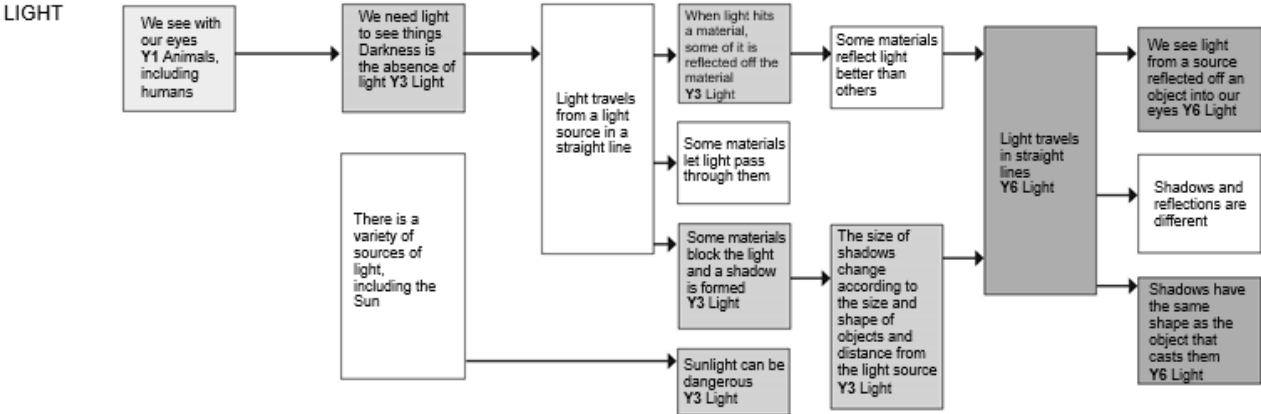 LIGHT
We see with
our eyes
Y1 Animals,
including
humans
We need light
to see things
Darkness is
the absence of
light Y3 Light
There is a
variety of
sources of
light,
including the
Sun
Light travels
from a light
source in a
straight line
When light hits
a material,
some of it is
reflected off the
material
Y3 Light
Some materials
let light pass
through them
Some materials
block the light
and a shadow
is formed
Y3 Light
Sunlight can be
dangerous
Y3 Light
Some materials
reflect light
better than
others
The size of
shadows
change
according to
the size and
shape of
objects and
distance from
the light source
Y3 Light
Light travels
in straight
lines
Y6 Light
We see light
from a source
reflected off an
object into our
eyes Y6 Light
Shadows and
reflections are
different
Shadows have
the same
shape as the
object that
casts them
Y6 Light